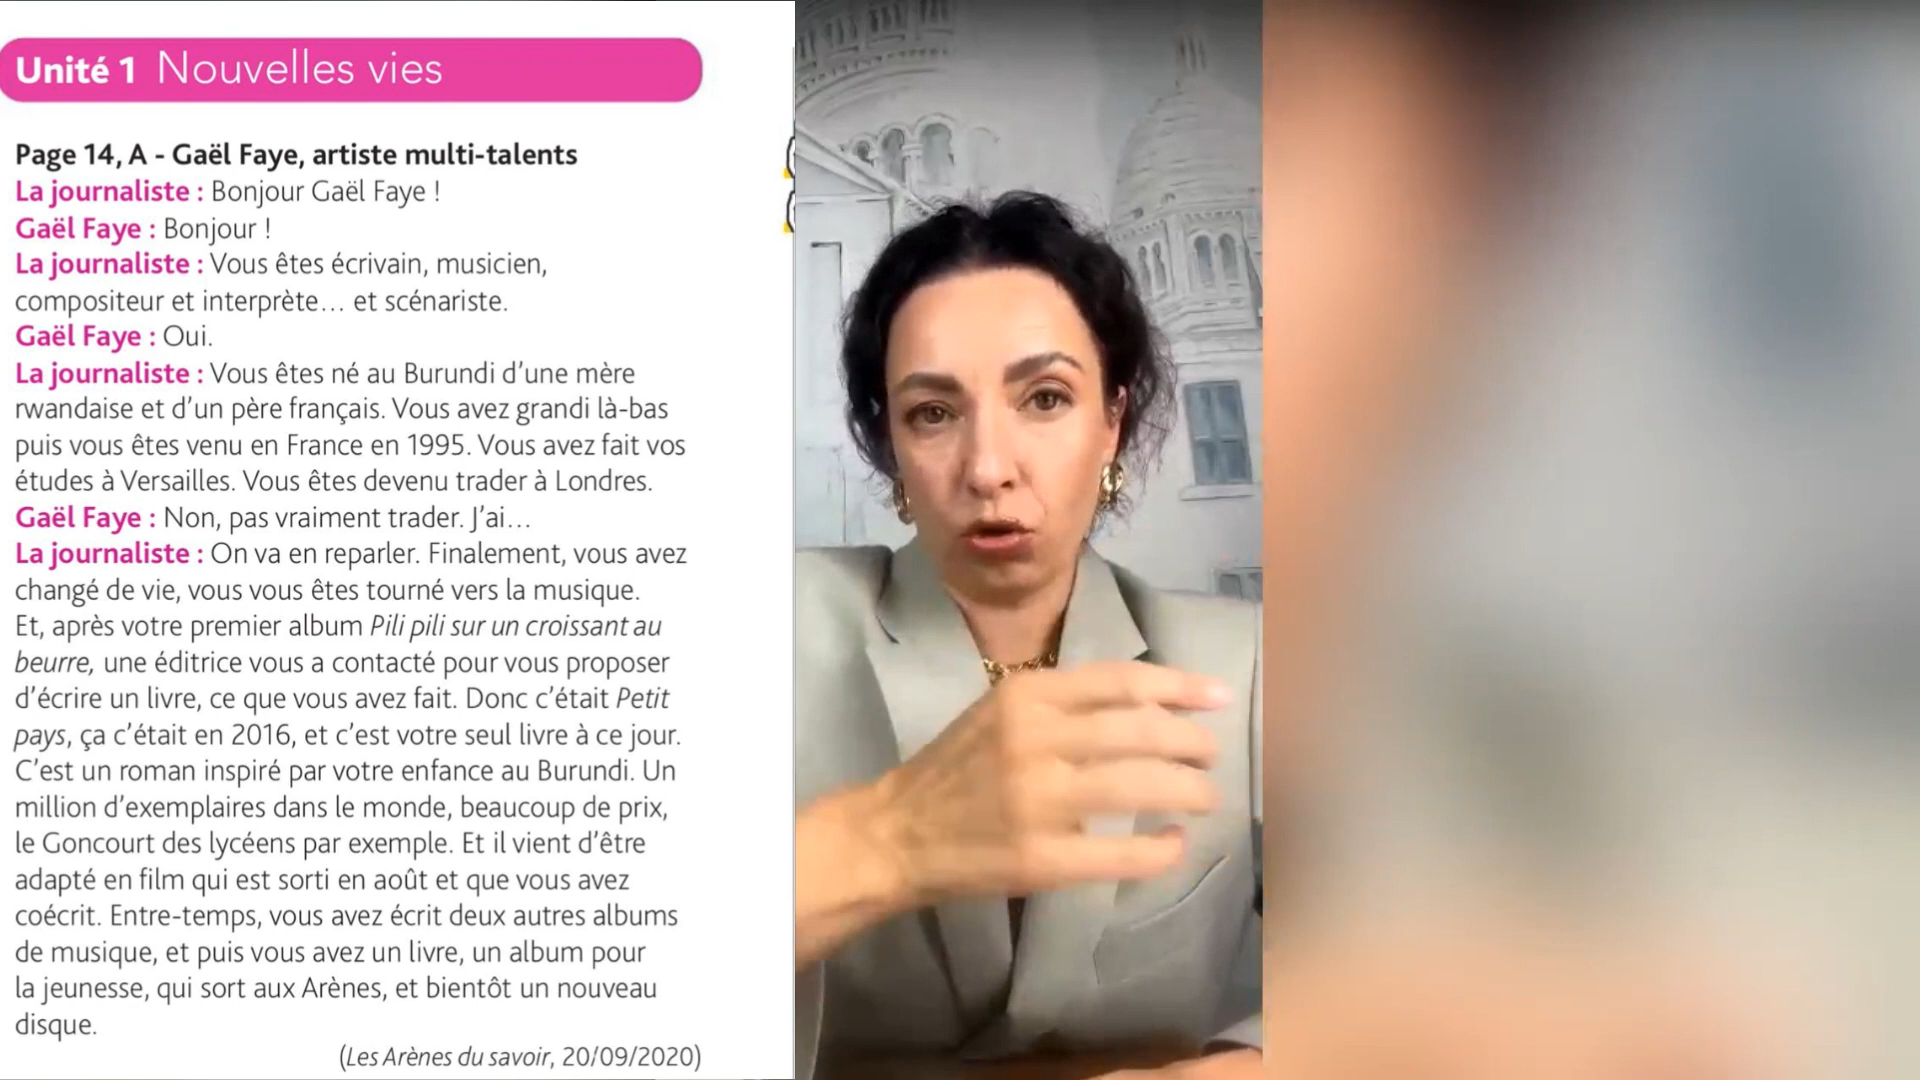 Unité 1 Nouvelles vies
Page 14, A - Gaël Faye, artiste multi-talents
La journaliste : Bonjour Gaël Faye !
Gaël Faye : Bonjour !
La journaliste : Vous êtes écrivain, musicien,
compositeur et interprète… et scénariste.
Gaël Faye : Oui.
La journaliste : Vous êtes né au Burundi d’une mère
rwandaise et d’un père français. Vous avez grandi là-bas
puis vous êtes venu en France en 1995. Vous avez fait vos
études à Versailles. Vous êtes devenu trader à Londres.
Gaël Faye : Non, pas vraiment trader. J’ai…
La journaliste : On va en reparler. Finalement, vous avez
changé de vie, vous vous êtes tourné vers la musique.
Et, après votre premier album Pili pili sur un croissant au
beurre, une éditrice vous a contacté pour vous proposer
d’écrire un livre, ce que vous avez fait. Donc c’était Petit
pays, ça c’était en 2016, et c’est votre seul livre à ce jour.
C’est un roman inspiré par votre enfance au Burundi. Un
million d’exemplaires dans le monde, beaucoup de prix,
le Goncourt des lycéens par exemple. Et il vient d’être
adapté en film qui est sorti en août et que vous avez
coécrit. Entre-temps, vous avez écrit deux autres albums
de musique, et puis vous avez un livre, un album pour
la jeunesse, qui sort aux Arènes, et bientôt un nouveau
disque.
(Les Arènes du savoir, 20/09/2020)